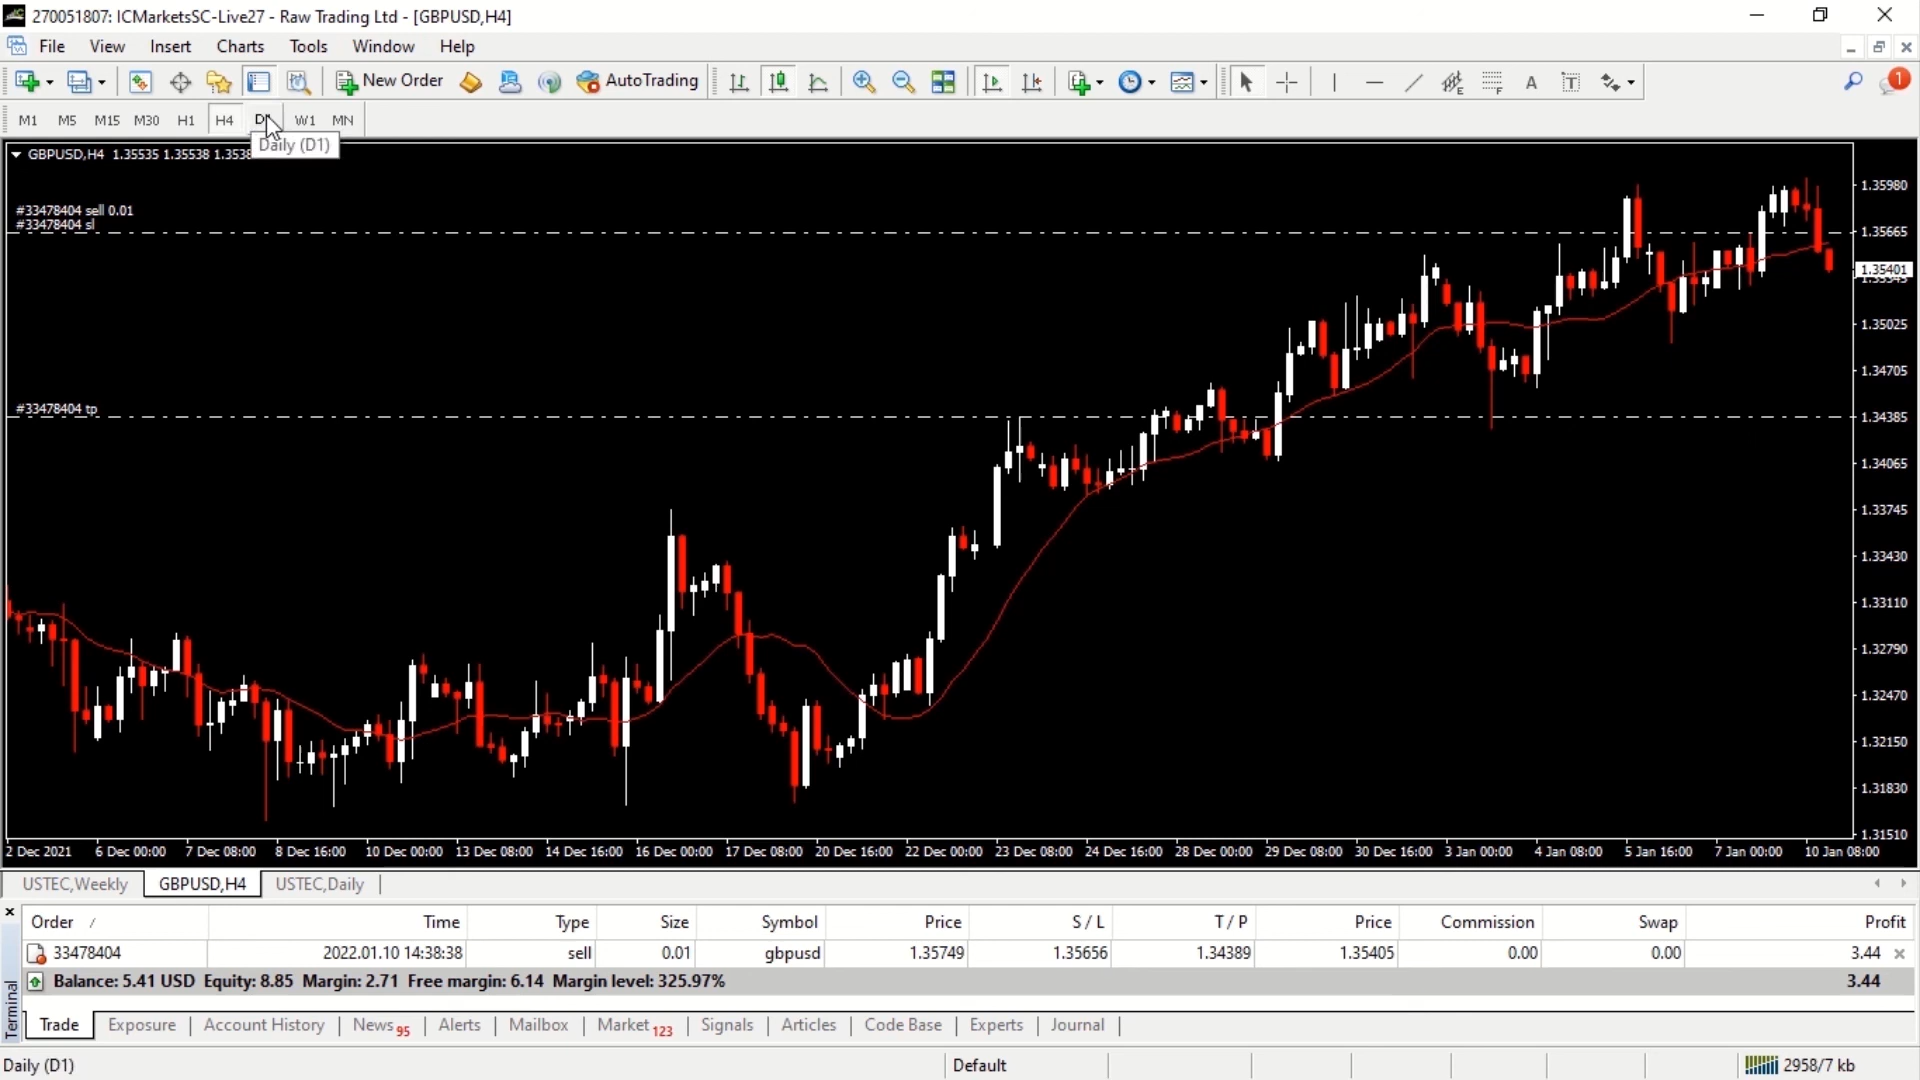 270051807: ICMarketsSC-Live27 - Raw Trading Ltd - [GBPUSD,H4]
File View Insert Charts Tools Window Help
New Order AutoTrading 1
M1 M5 M15 M30 H1 H4 W1 MN
Daily (D1)
GBPUSD,H4 1.35535 1.35538
#33478404 sell 0.01
#33478404 sl
#33478404 tp
1.35980
1.35665
1.35401
1.35025
1.34705
1.34385
1.34065
1.33745
1.33430
1.33110
1.32790
1.32470
1.32150
1.31830
1.31510
2 Dec 2021 6 Dec 00:00 7 Dec 08:00 8 Dec 16:00 10 Dec 00:00 13 Dec 08:00 14 Dec 16:00 16 Dec 00:00 17 Dec 08:00 20 Dec 16:00 22 Dec 00:00 23 Dec 08:00 24 Dec 16:00 28 Dec 00:00 29 Dec 08:00 30 Dec 16:00 3 Jan 00:00 4 Jan 08:00 5 Jan 16:00 7 Jan 00:00 10 Jan 08:00
USTEC,Weekly GBPUSD,H4 USTEC,Daily
Order / Time Type Size Symbol Price S / L T / P Price Commission Swap Profit
33478404 2022.01.10 14:38:38 sell 0.01 gbpusd 1.35749 1.35656 1.34389 1.35405 0.00 0.00 3.44
Balance: 5.41 USD Equity: 8.85 Margin: 2.71 Free margin: 6.14 Margin level: 325.97% 3.44
Terminal
Trade Exposure Account History News 95 Alerts Mailbox Market 123 Signals Articles Code Base Experts Journal
Daily (D1) Default 2958/7 kb